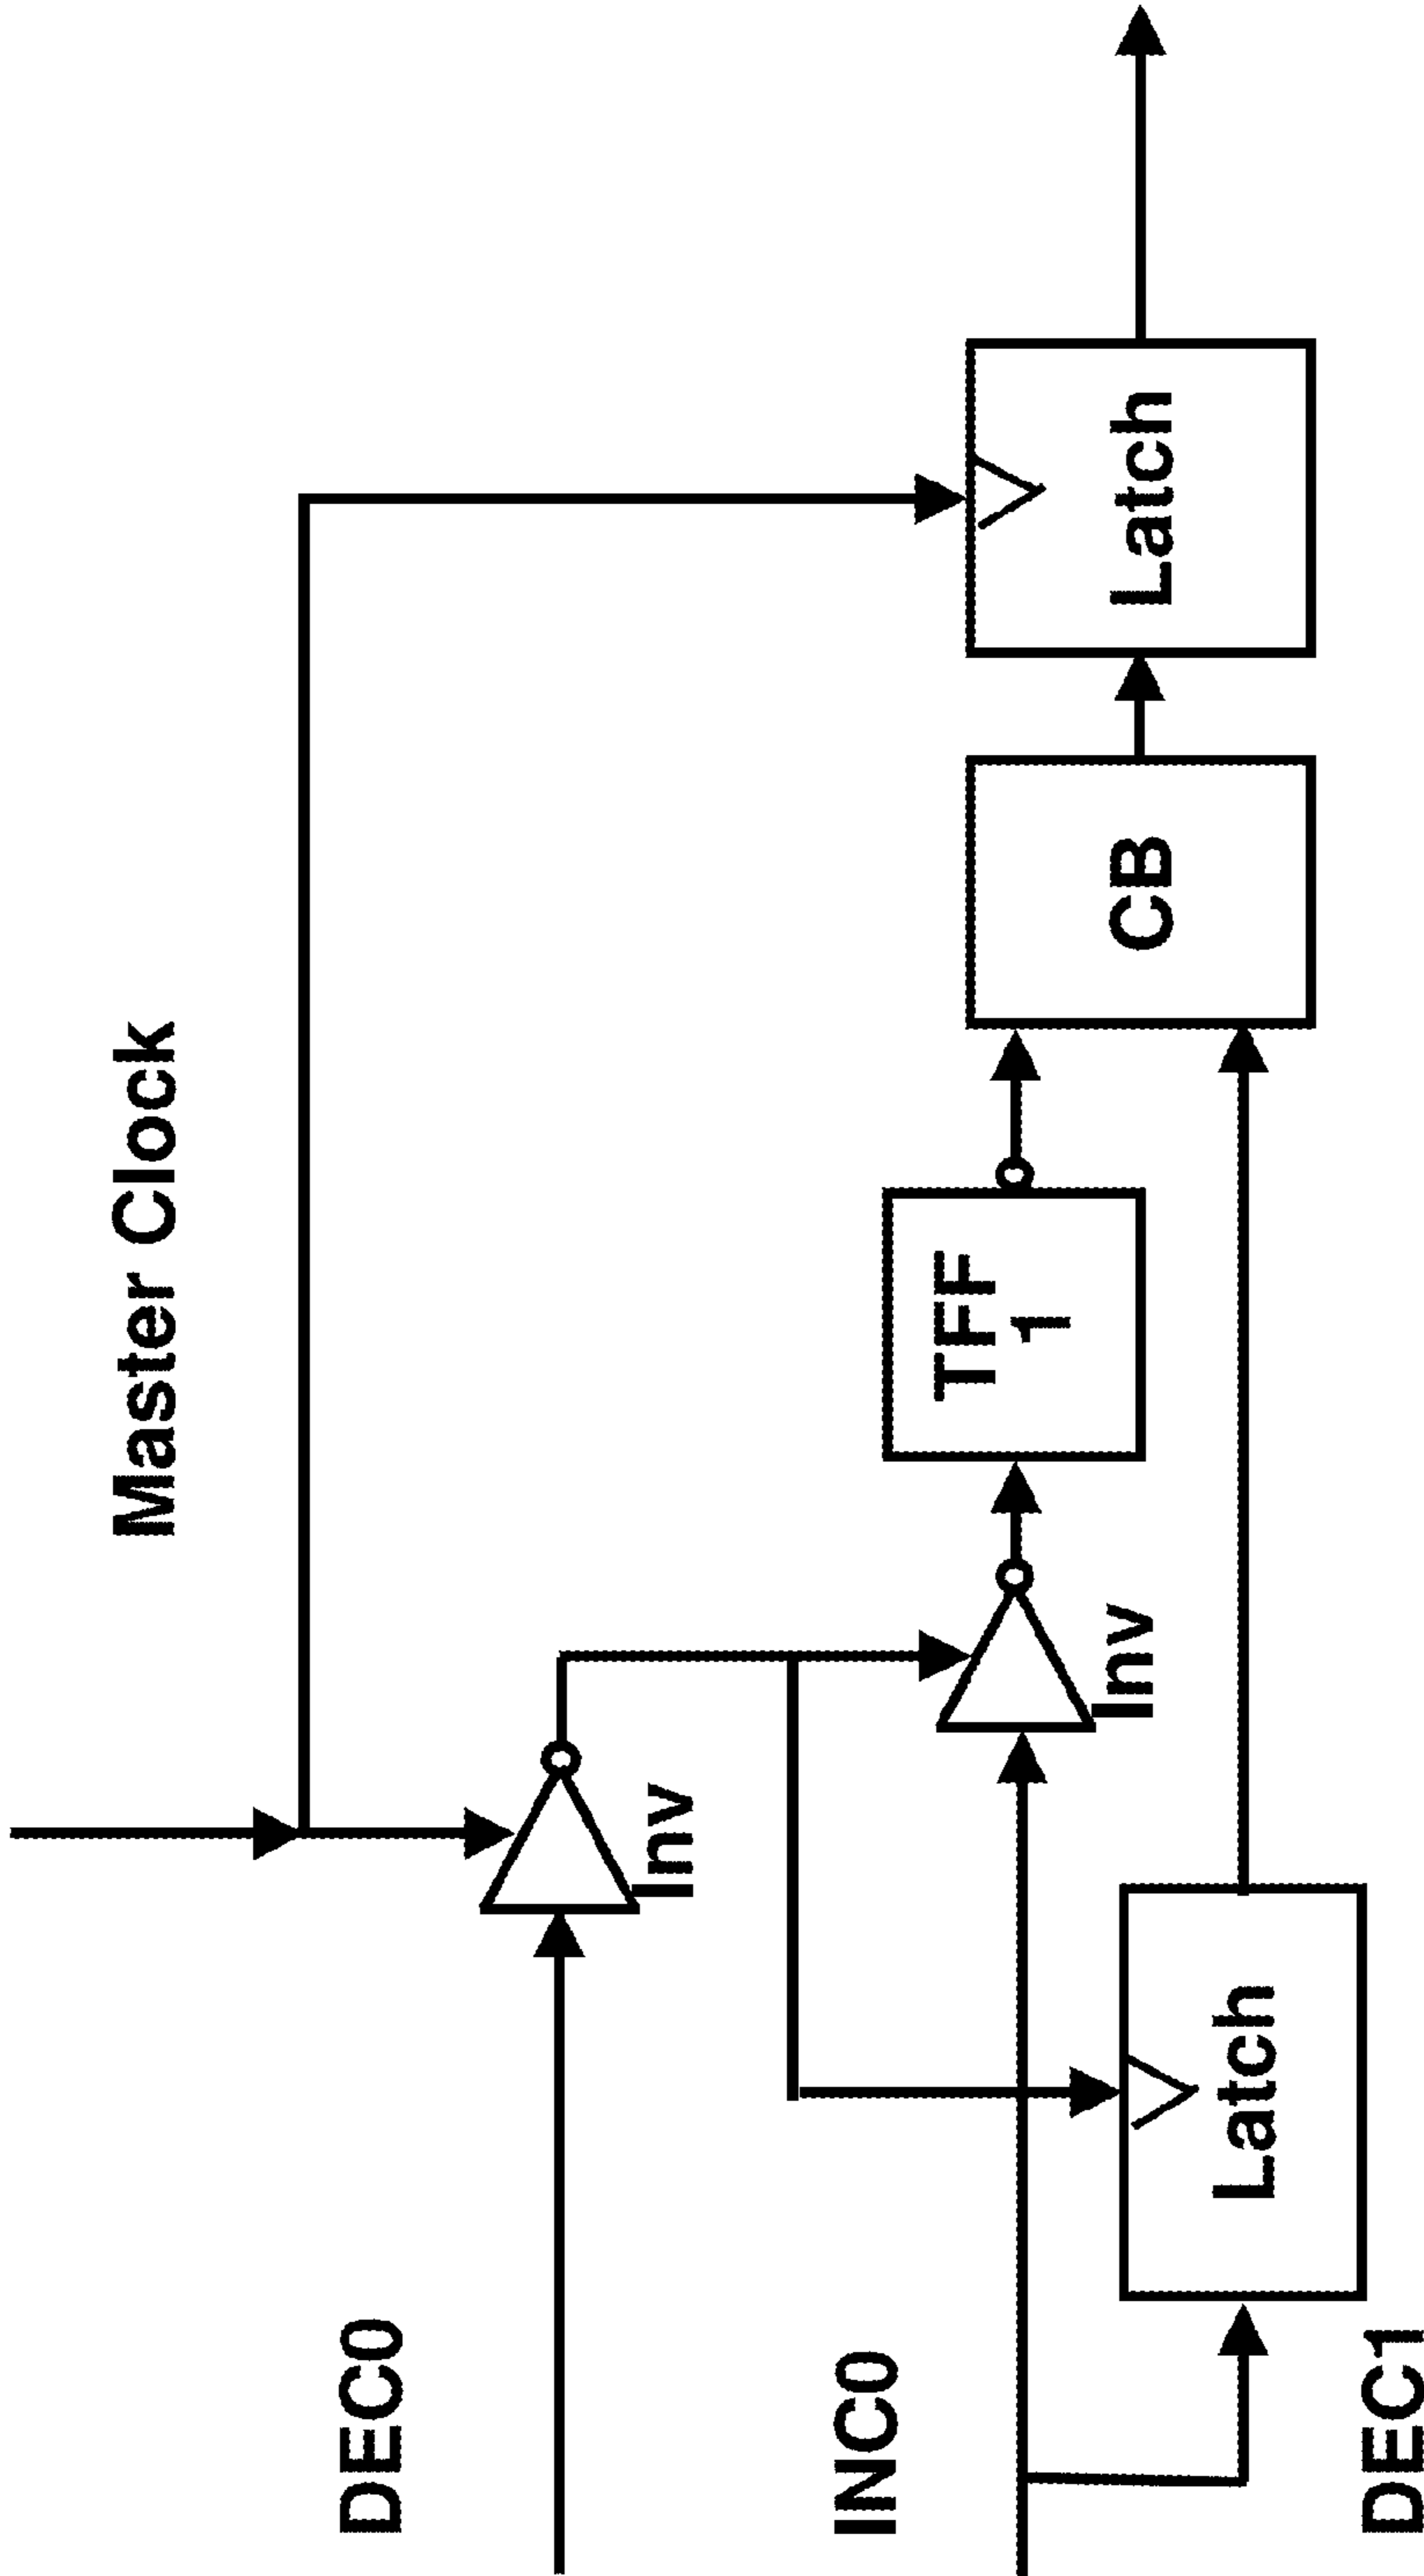 Master Clock
DEC0
Inv
INC0
Inv
TFF
1
CB
Latch
Latch
DEC1